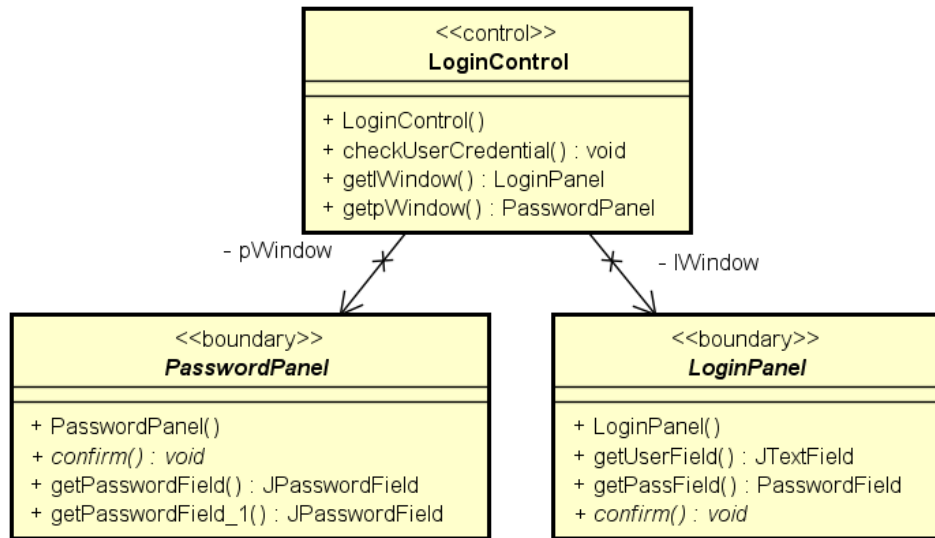 <<control>>
LoginControl
+ LoginControl()
+ checkUserCredential() : void
+ getlWindow() : LoginPanel
+ getpWindow() : PasswordPanel
- pWindow
- lWindow
<<boundary>>
PasswordPanel
+ PasswordPanel()
+ confirm() : void
+ getPasswordField() : JPasswordField
+ getPasswordField_1() : JPasswordField
<<boundary>>
LoginPanel
+ LoginPanel()
+ getUserField() : JTextField
+ getPassField() : PasswordField
+ confirm() : void